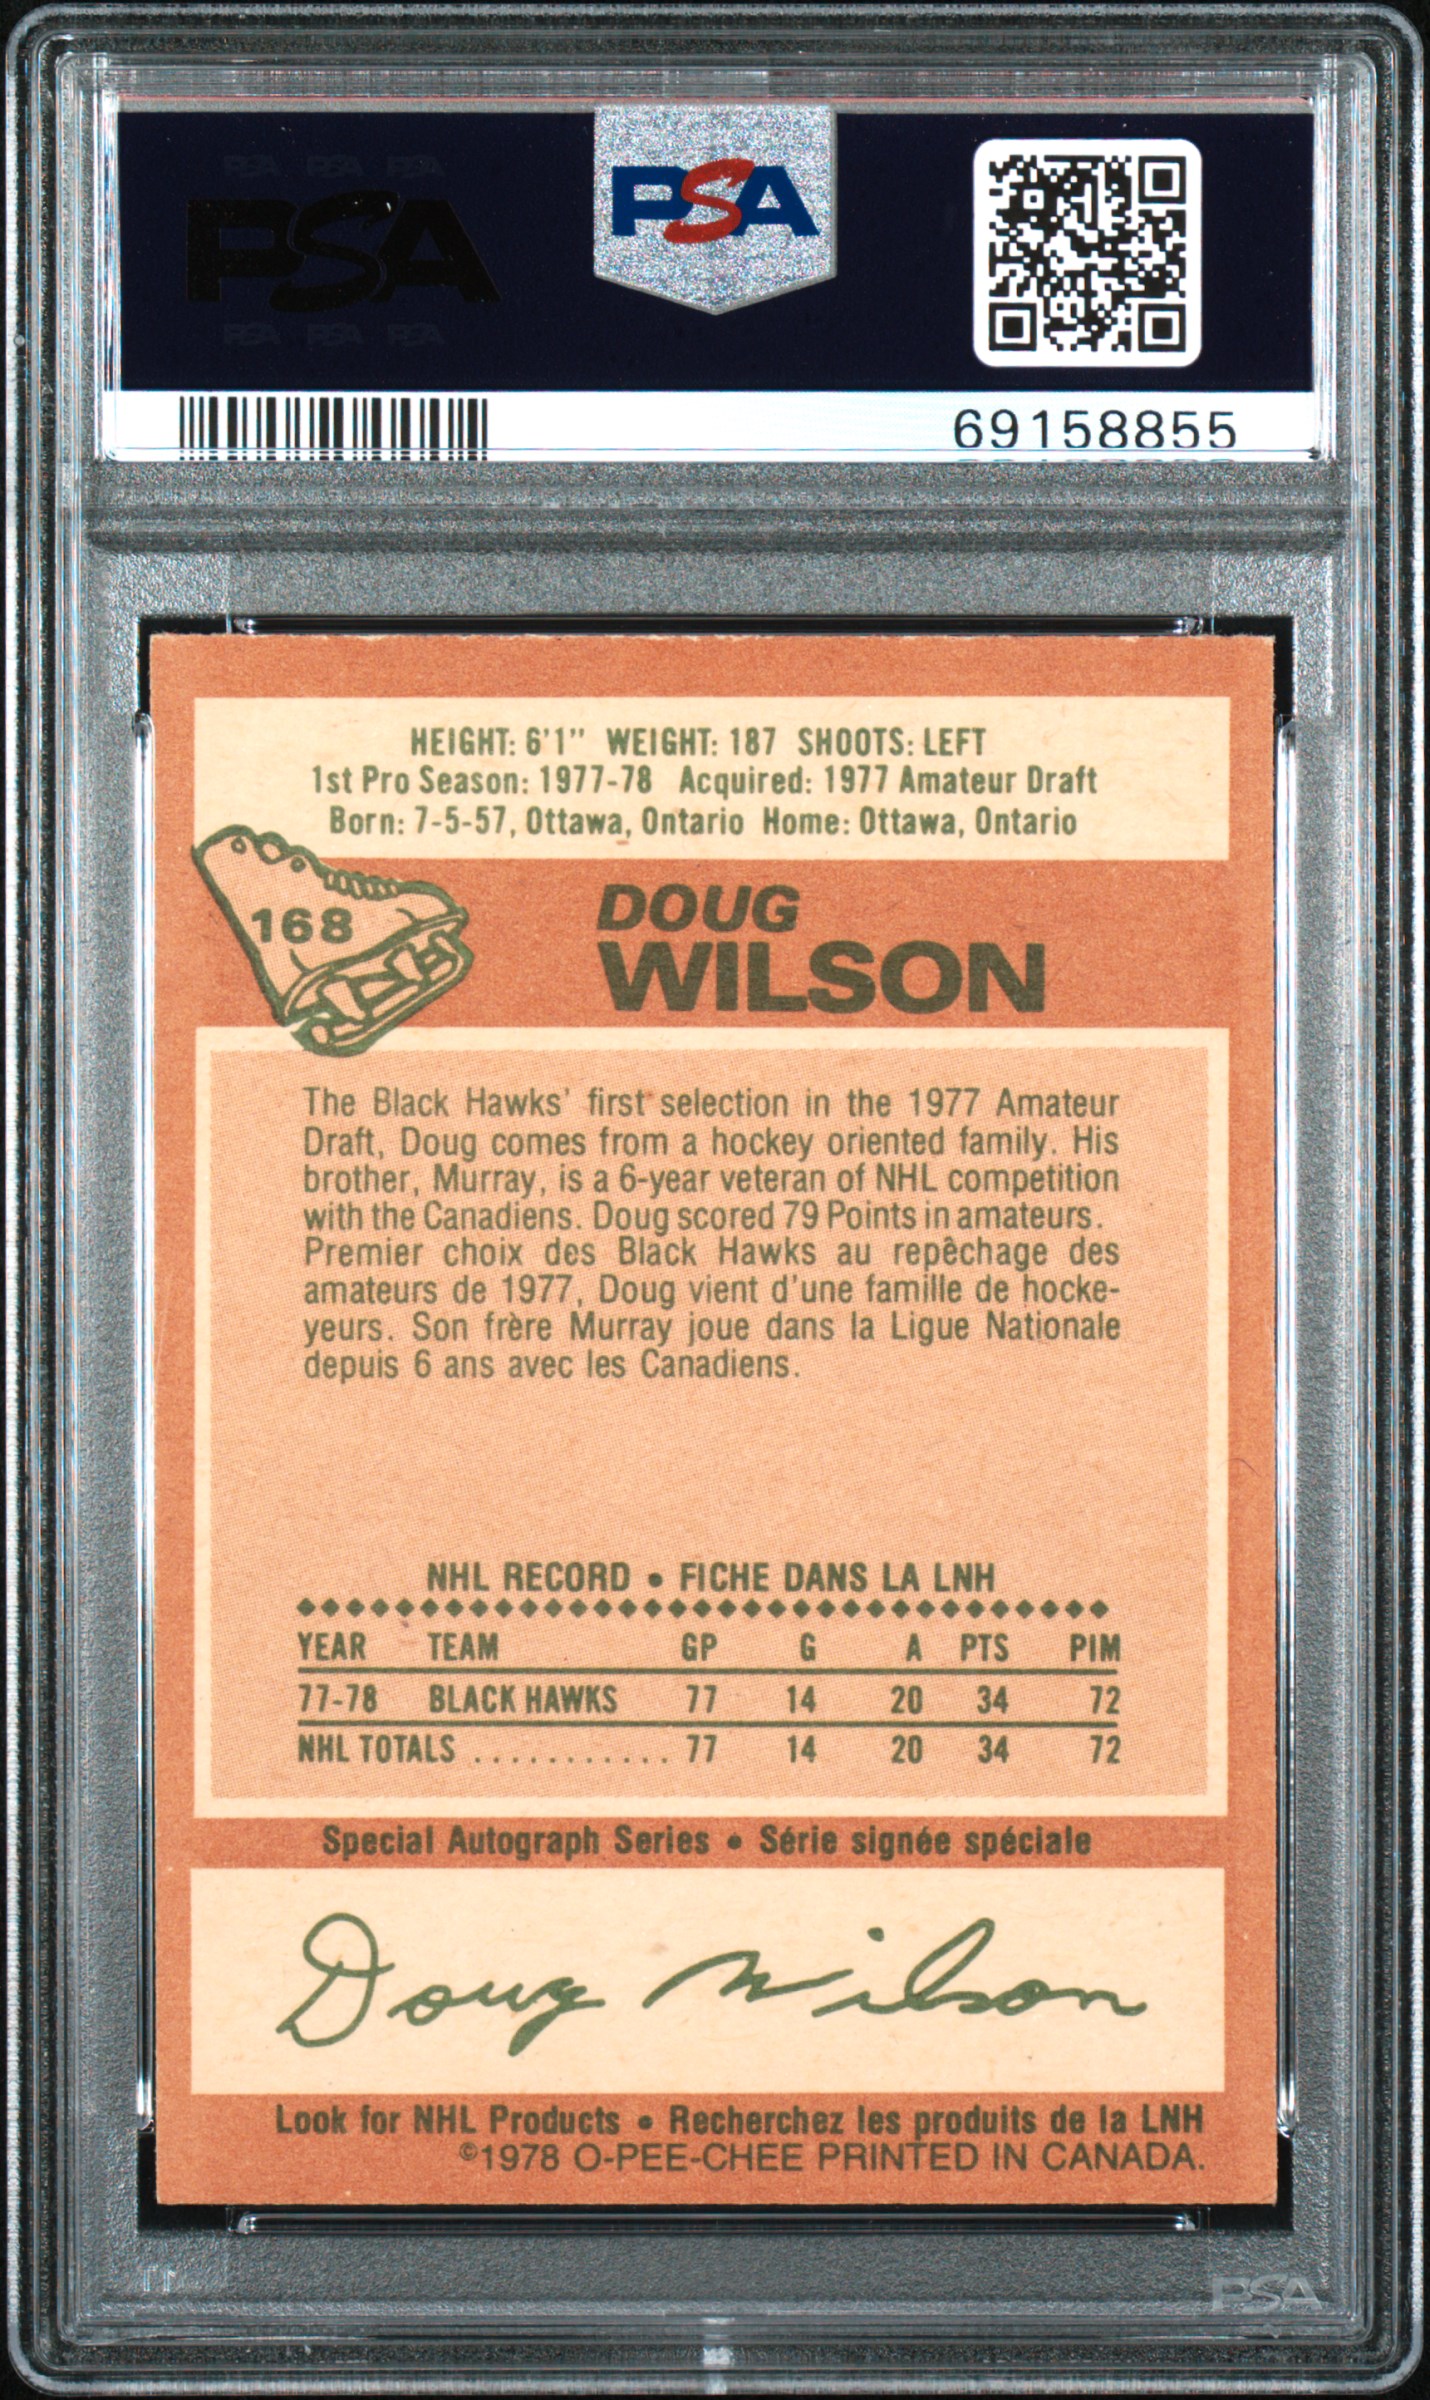 PSA PSA PSA
PSA
PSA PSA PSA
PSA
69158855
HEIGHT: 6'1" WEIGHT: 187 SHOOTS: LEFT
1st Pro Season: 1977-78 Acquired: 1977 Amateur Draft
Born: 7-5-57, Ottawa, Ontario Home: Ottawa, Ontario
168
DOUG
WILSON
The Black Hawks' first selection in the 1977 Amateur
Draft, Doug comes from a hockey oriented family. His
brother, Murray, is a 6-year veteran of NHL competition
with the Canadiens. Doug scored 79 Points in amateurs.
Premier choix des Black Hawks au repêchage des
amateurs de 1977, Doug vient d'une famille de hocke-
yeurs. Son frère Murray joue dans la Ligue Nationale
depuis 6 ans avec les Canadiens.
NHL RECORD • FICHE DANS LA LNH
YEAR TEAM GP G A PTS PIM
77-78 BLACK HAWKS 77 14 20 34 72
NHL TOTALS ............ 77 14 20 34 72
Special Autograph Series • Série signée spéciale
Doug Wilson
Look for NHL Products • Recherchez les produits de la LNH
©1978 O-PEE-CHEE PRINTED IN CANADA.
PSA